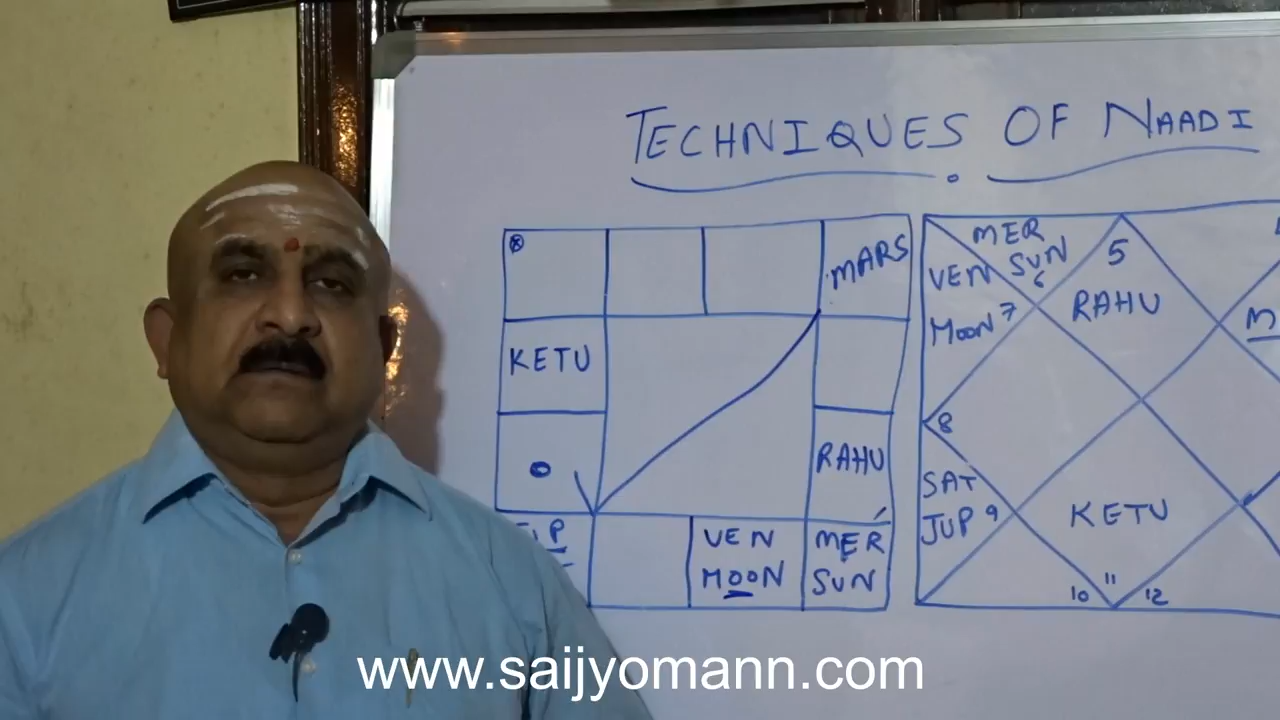 TECHNIQUES OF NAADI
MARS
KETU
RAHU
VEN
MOON
MER
SUN
MER
SUN
6
VEN
MOON 7
5
RAHU
M
8
SAT
JUP 9
KETU
10
11
12
www.saijyomann.com